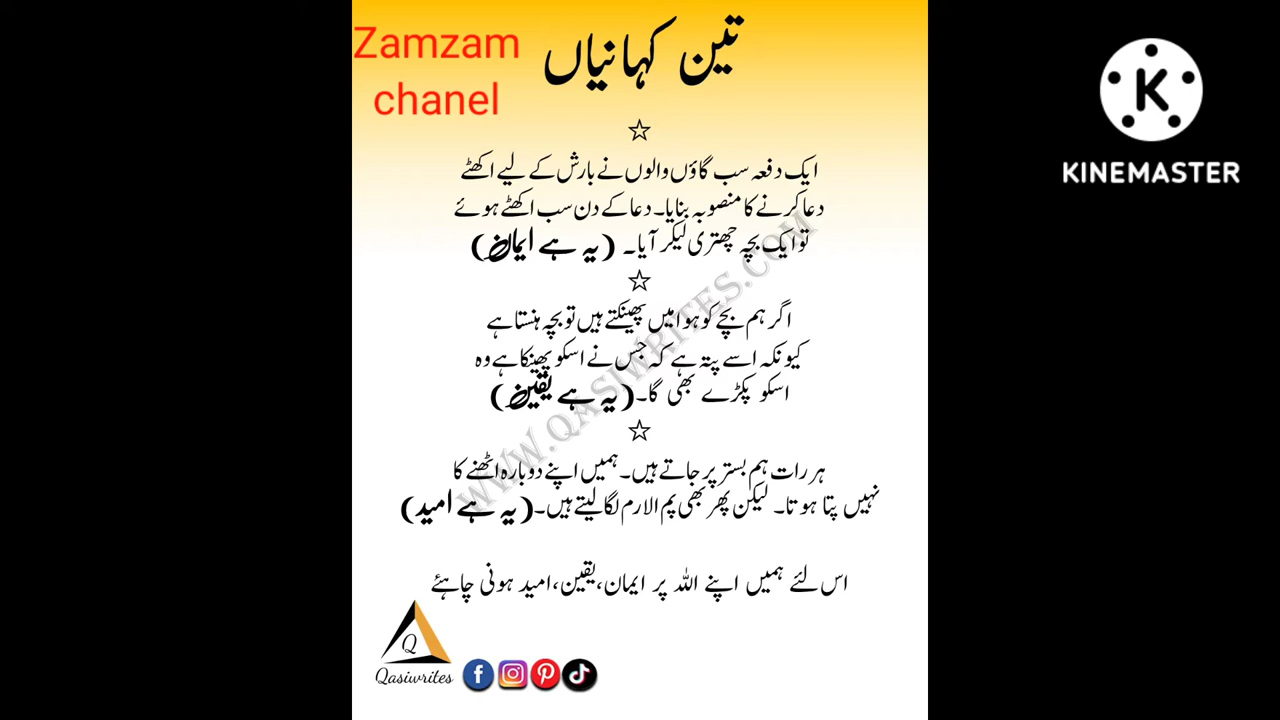 Zamzam
chanel
تین کہانیاں
ایک دفعہ سب گاؤں والوں نے بارش کے لیے اکھٹے
دعا کرنے کا منصوبہ بنایا۔ دعا کے دن سب اکھٹے ہوئے
تو ایک بچہ چھتری لیکر آیا۔ (یہ ہے ایمان)
اگر ہم بچے کو ہوا میں پھینکتے ہیں تو بچہ ہنستا ہے
کیونکہ اسے پتہ ہے کہ جس نے اسکو پھینکا ہے وہ
اسکو پکڑے بھی گا۔ (یہ ہے یقین)
ہر رات ہم بستر پر جاتے ہیں۔ ہمیں اپنے دوبارہ اٹھنے کا
نہیں پتا ہوتا۔ لیکن پھر بھی ہم الارم لگا لیتے ہیں۔ (یہ ہے امید)
اس لئے ہمیں اپنے اللہ پر ایمان،یقین،امید ہونی چاہئے
WWW.QASIWRITES.COM
Q
Qasiwrites
K
KINEMASTER